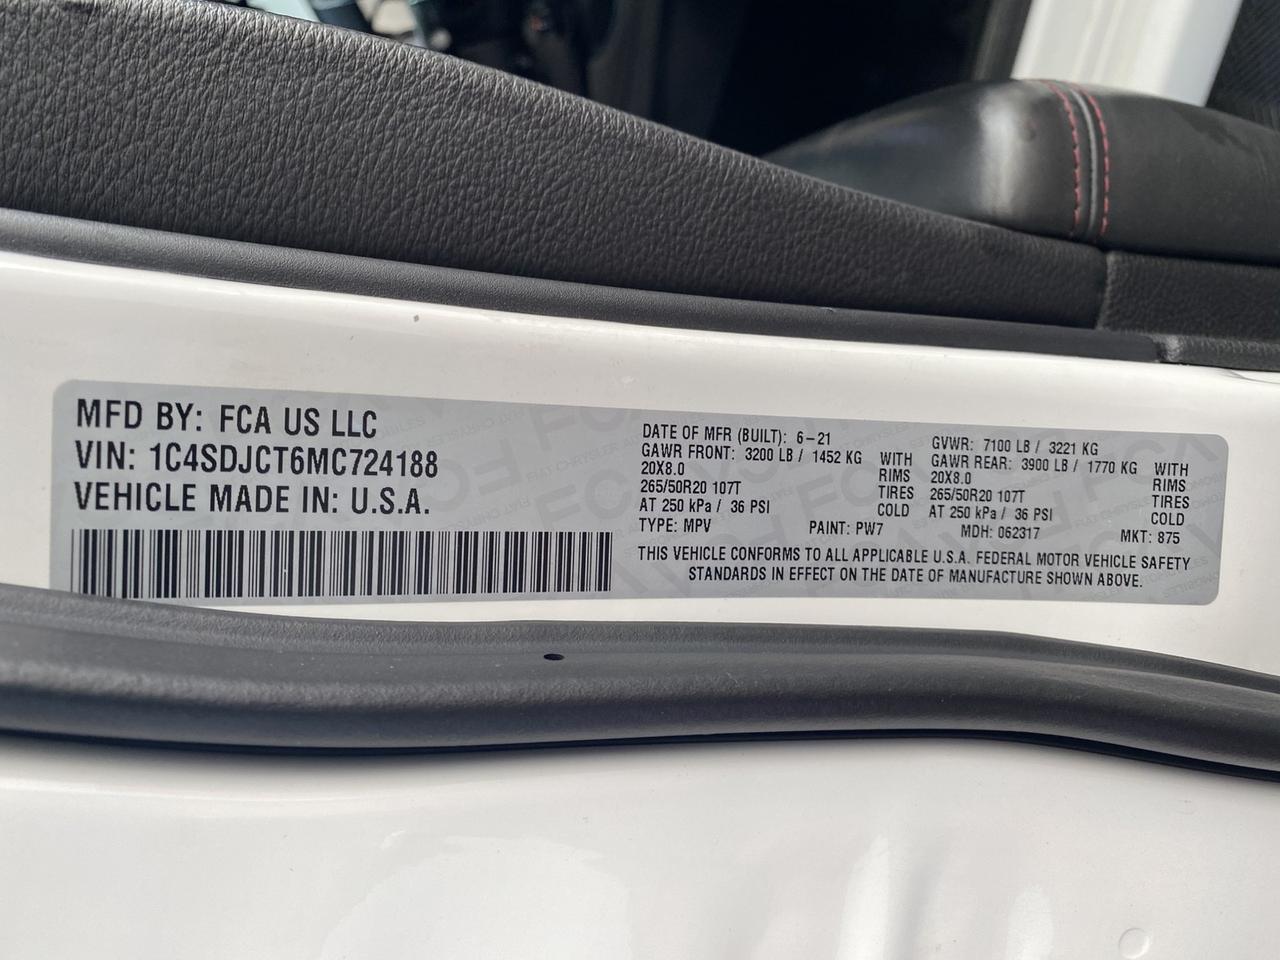 MFD BY: FCA US LLC
VIN: 1C4SDJCT6MC724188
VEHICLE MADE IN: U.S.A.
DATE OF MFR (BUILT): 6-21
GAWR FRONT: 3200 LB / 1452 KG WITH
20X8.0 RIMS
265/50R20 107T TIRES
AT 250 kPa / 36 PSI COLD
TYPE: MPV PAINT: PW7
GVWR: 7100 LB / 3221 KG
GAWR REAR: 3900 LB / 1770 KG WITH
20X8.0 RIMS
265/50R20 107T TIRES
AT 250 kPa / 36 PSI COLD
MDH: 062317 MKT: 875
THIS VEHICLE CONFORMS TO ALL APPLICABLE U.S.A. FEDERAL MOTOR VEHICLE SAFETY
STANDARDS IN EFFECT ON THE DATE OF MANUFACTURE SHOWN ABOVE.